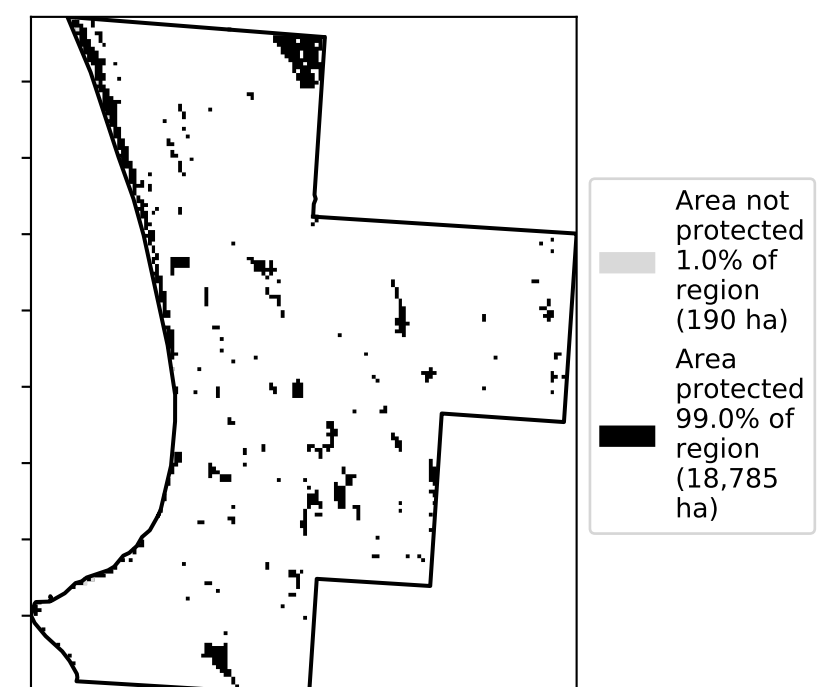 Area not
protected
1.0% of
region
(190 ha)
Area
protected
99.0% of
region
(18,785
ha)